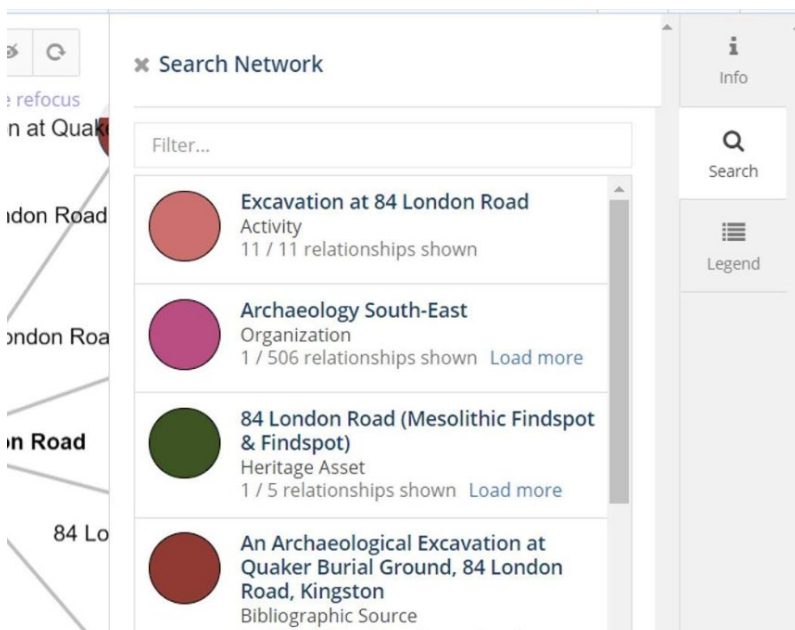 e refocus
n at Quak
ndon Road
ondon Roa
n Road
84 Lo
Search Network
Filter...
Excavation at 84 London Road
Activity
11 / 11 relationships shown
Archaeology South-East
Organization
1 / 506 relationships shown Load more
84 London Road (Mesolithic Findspot
& Findspot)
Heritage Asset
1 / 5 relationships shown Load more
An Archaeological Excavation at
Quaker Burial Ground, 84 London
Road, Kingston
Bibliographic Source
Info
Search
Legend